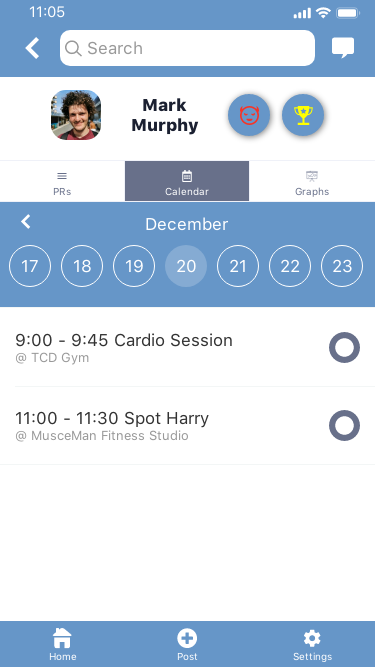 11:05
Search
Mark
Murphy
PRs
Calendar
Graphs
December
17 18 19 20 21 22 23
9:00 - 9:45 Cardio Session
@ TCD Gym
11:00 - 11:30 Spot Harry
@ MusceMan Fitness Studio
Home
Post
Settings